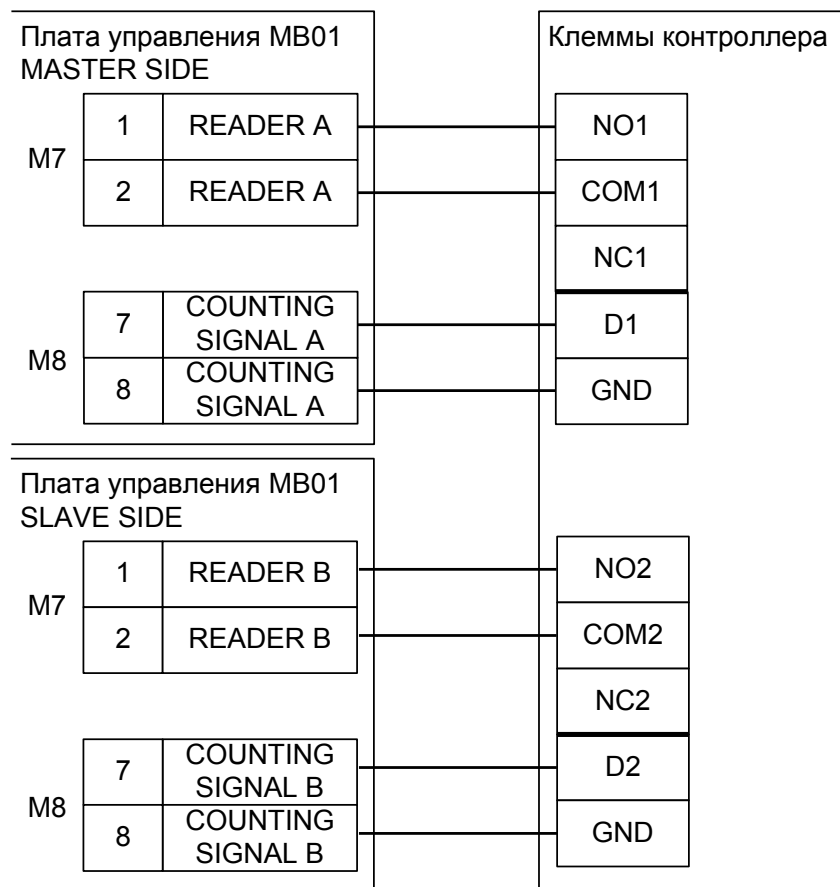 Плата управления MB01
MASTER SIDE
Клеммы контроллера
M7
1
READER A
NO1
2
READER A
COM1
NC1
M8
7
COUNTING
SIGNAL A
D1
8
COUNTING
SIGNAL A
GND
Плата управления MB01
SLAVE SIDE
M7
1
READER B
NO2
2
READER B
COM2
NC2
M8
7
COUNTING
SIGNAL B
D2
8
COUNTING
SIGNAL B
GND